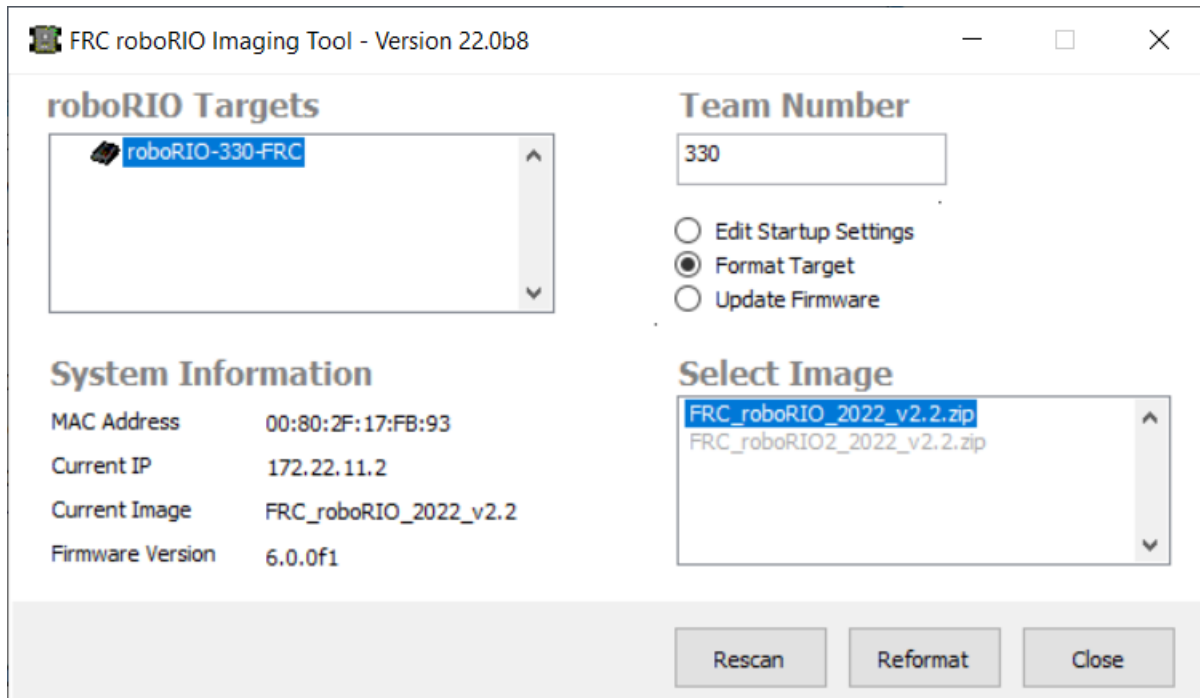 FRC roboRIO Imaging Tool - Version 22.0b8
roboRIO Targets
roboRIO-330-FRC
Team Number
330
Edit Startup Settings
Format Target
Update Firmware
System Information
MAC Address 00:80:2F:17:FB:93
Current IP 172.22.11.2
Current Image FRC_roboRIO_2022_v2.2
Firmware Version 6.0.0f1
Select Image
FRC_roboRIO_2022_v2.2.zip
FRC_roboRIO2_2022_v2.2.zip
Rescan Reformat Close